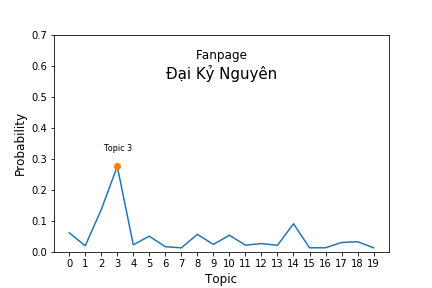 Fanpage
Đại Kỷ Nguyên
Topic 3
Probability
0.7
0.6
0.5
0.4
0.3
0.2
0.1
0.0
0 1 2 3 4 5 6 7 8 9 10 11 12 13 14 15 16 17 18 19
Topic